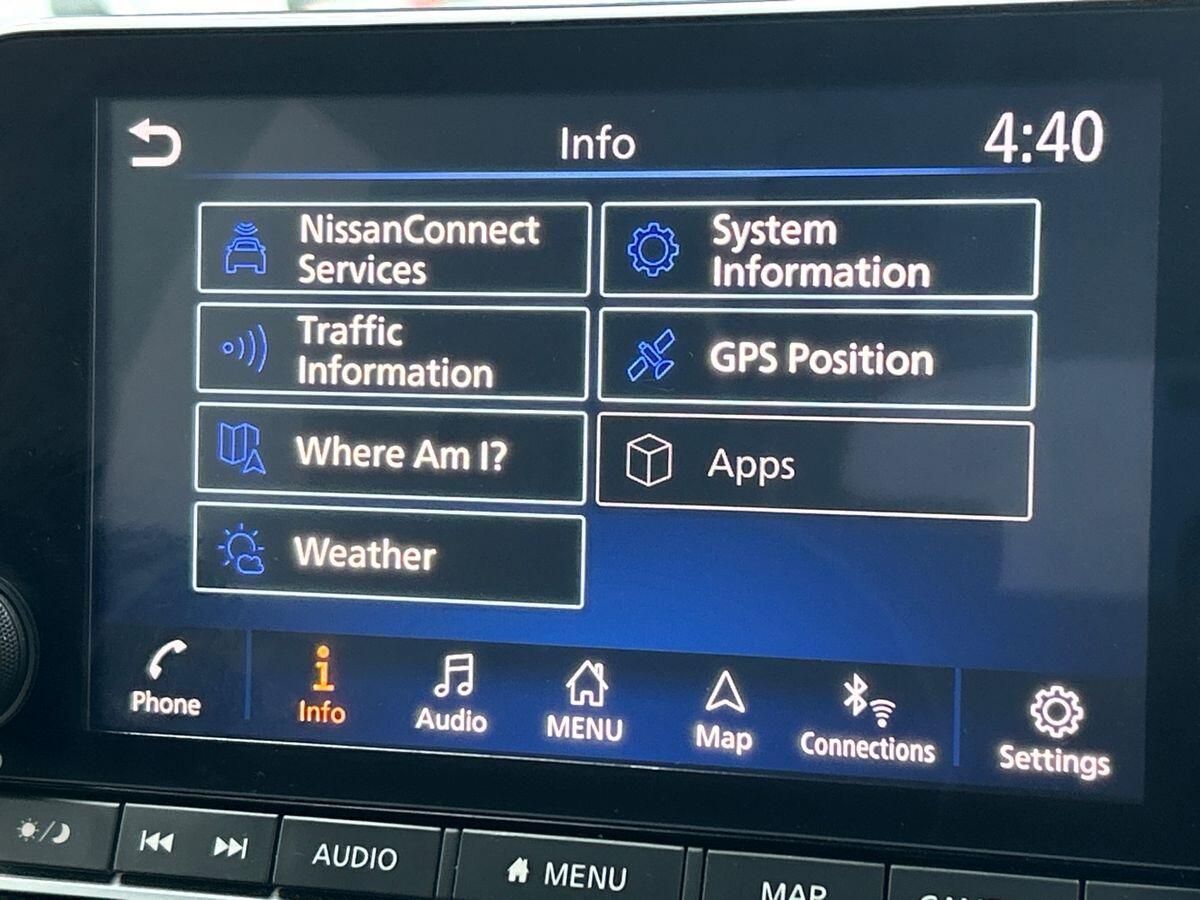 Info
4:40
NissanConnect
Services
System
Information
Traffic
Information
GPS Position
Where Am I?
Apps
Weather
Phone
Info
Audio
MENU
Map
Connections
Settings
AUDIO
MENU
MAP